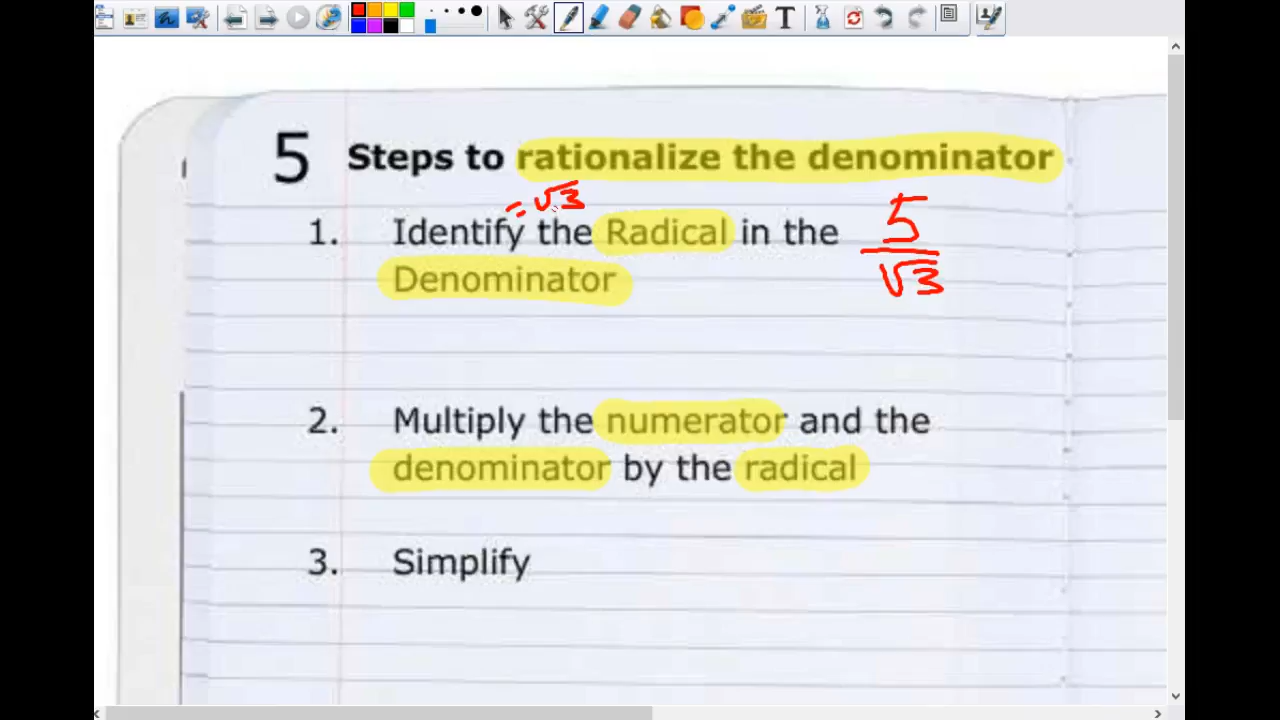 T
5 Steps to rationalize the denominator
= √3
1. Identify the Radical in the
Denominator
5
√3
2. Multiply the numerator and the
denominator by the radical
3. Simplify